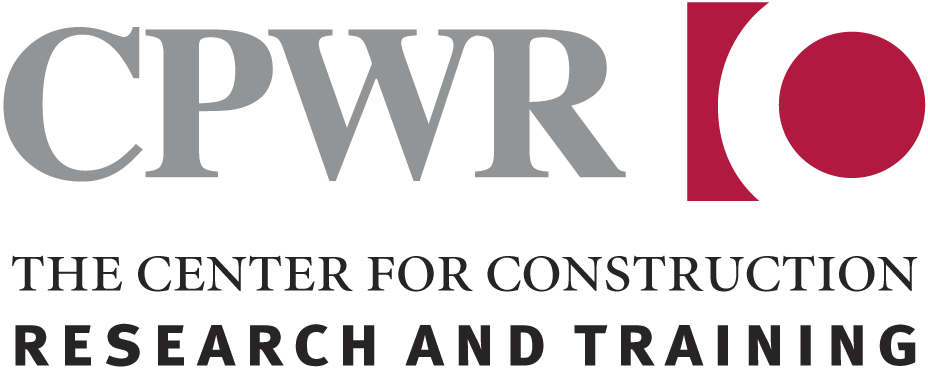 CPWR
THE CENTER FOR CONSTRUCTION
RESEARCH AND TRAINING